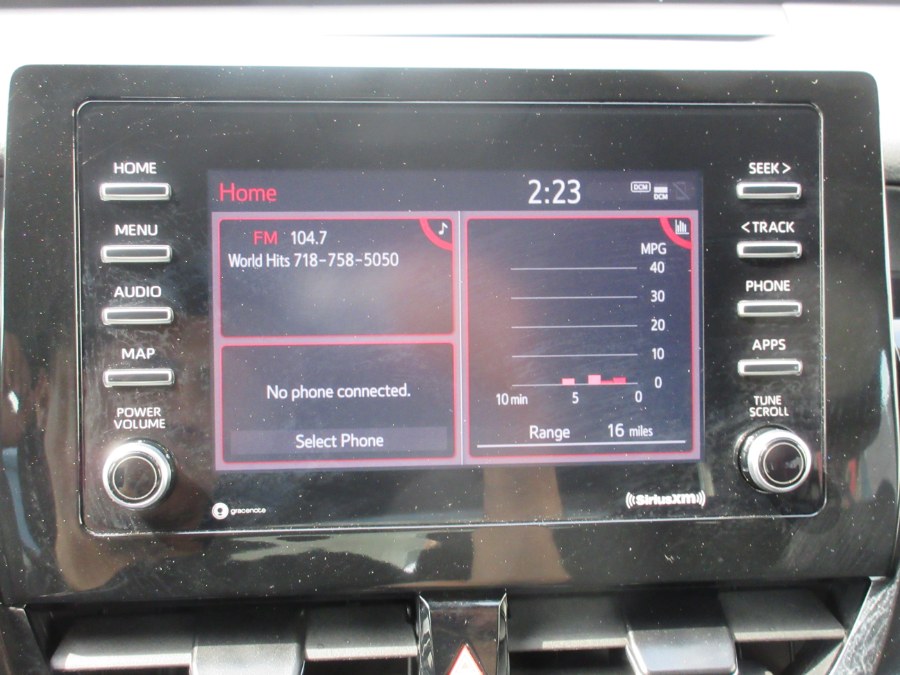 HOME
MENU
AUDIO
MAP
POWER
VOLUME
Home 2:23 DCM DCM
FM 104.7
World Hits 718-758-5050
No phone connected.
Select Phone
MPG
40
30
20
10
0
10 min 5 0
Range 16 miles
SEEK >
< TRACK
PHONE
APPS
TUNE
SCROLL
gracenote
SiriusXM